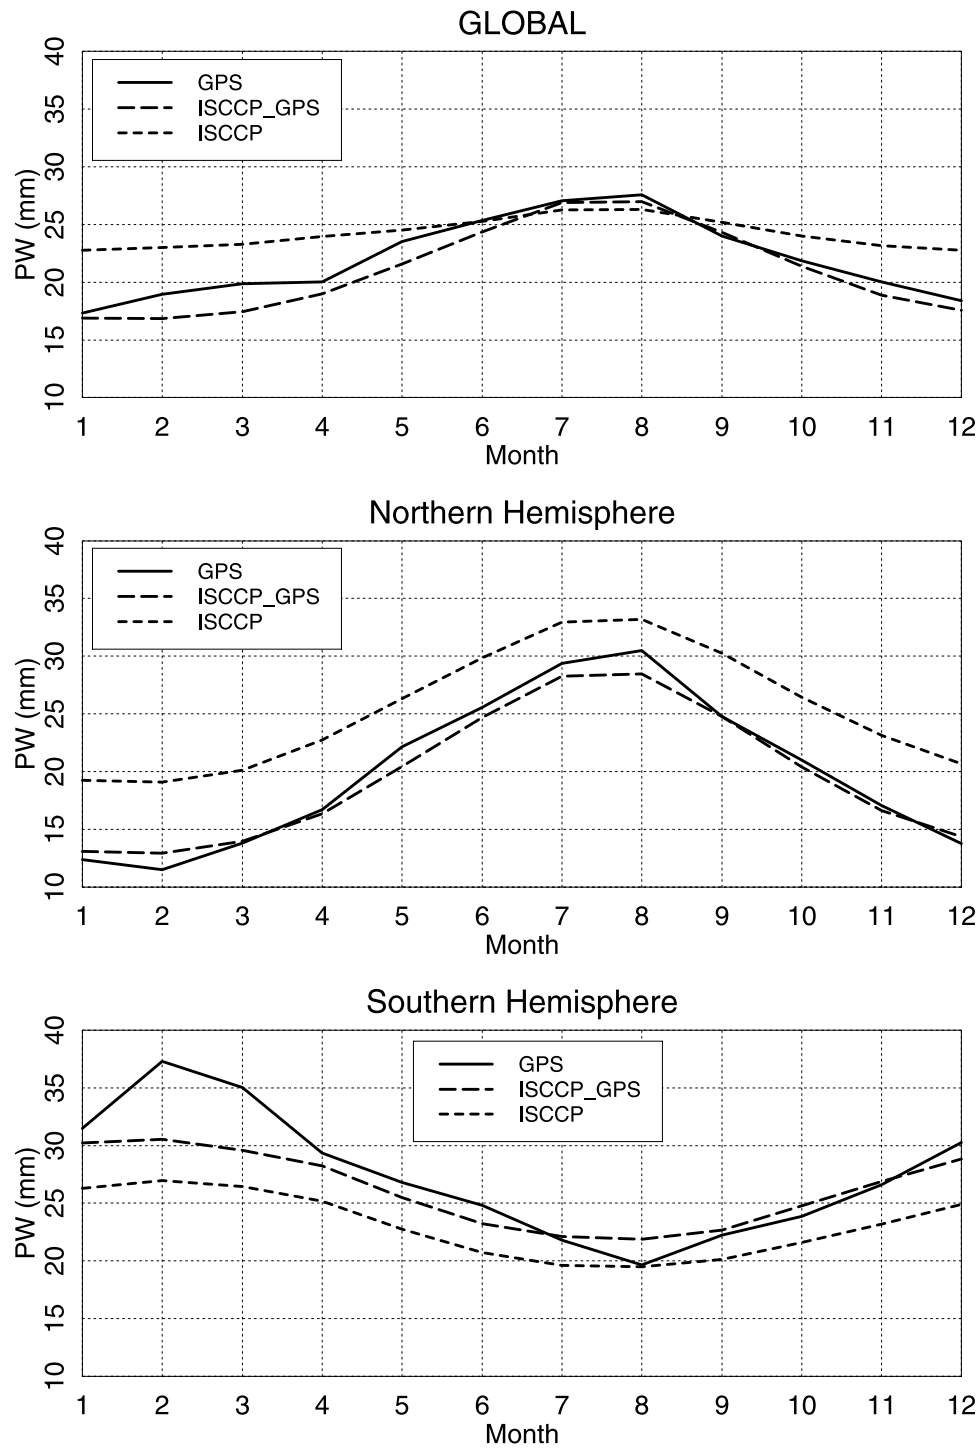 GLOBAL
40
35
30
25
20
15
10
PW (mm)
GPS
ISCCP_GPS
ISCCP
1 2 3 4 5 6 7 8 9 10 11 12
Month
Northern Hemisphere
40
35
30
25
20
15
10
PW (mm)
GPS
ISCCP_GPS
ISCCP
1 2 3 4 5 6 7 8 9 10 11 12
Month
Southern Hemisphere
40
35
30
25
20
15
10
PW (mm)
GPS
ISCCP_GPS
ISCCP
1 2 3 4 5 6 7 8 9 10 11 12
Month